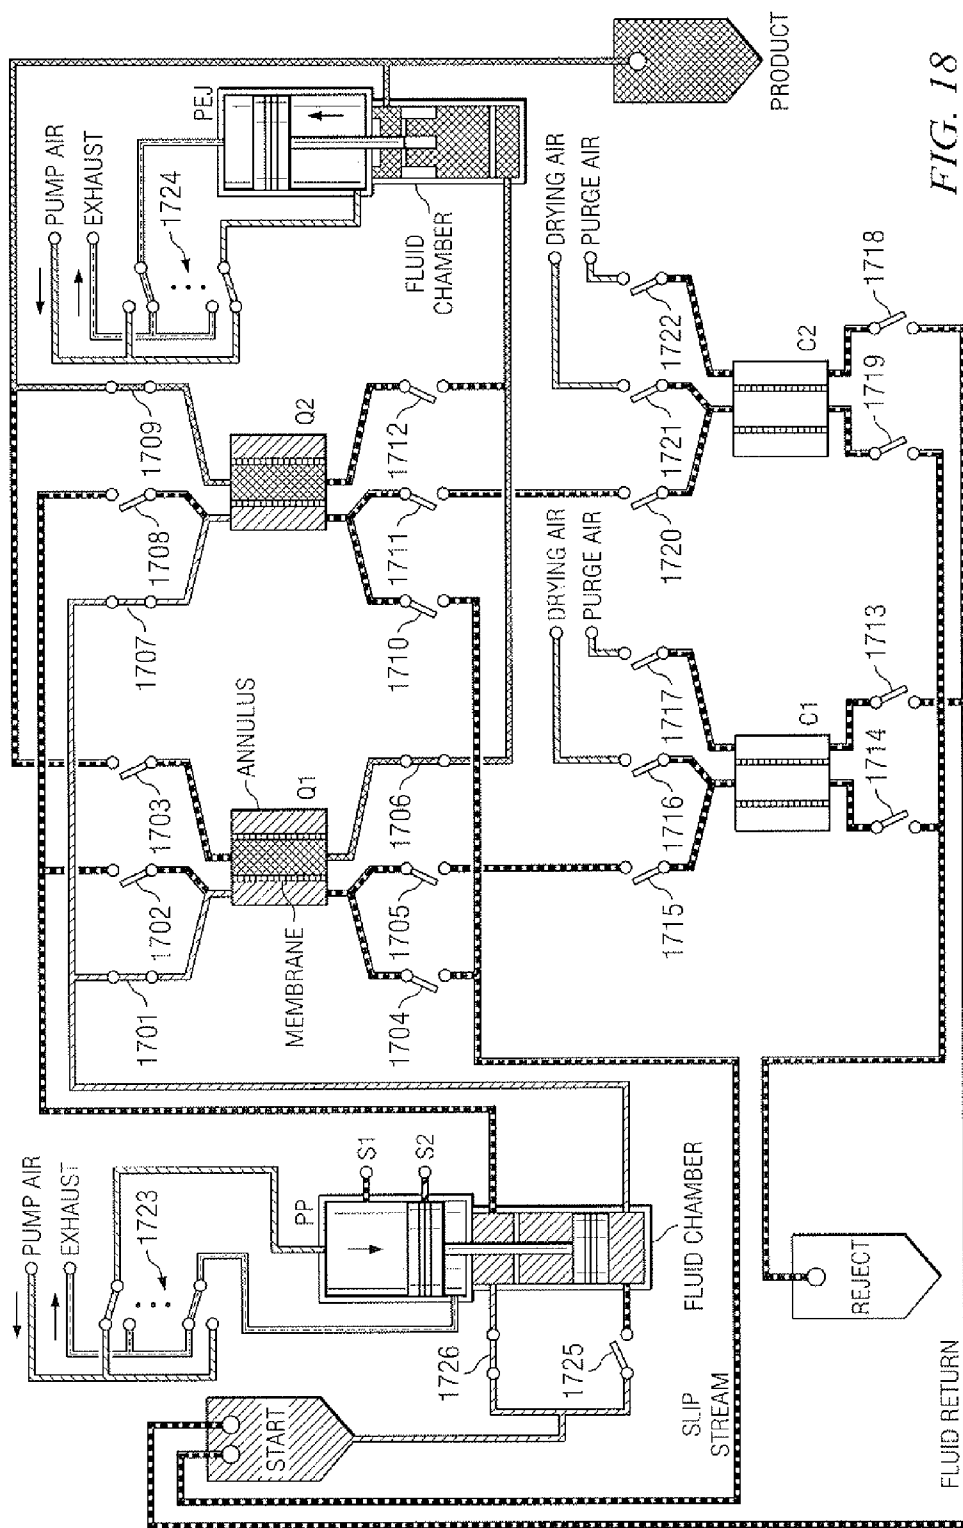 PUMP AIR
EXHAUST
1723
START
1726
1725
SLIP
STREAM
FLUID RETURN
PP
S1
S2
FLUID CHAMBER
REJECT
1701
1702
1703
MEMBRANE
ANNULUS
Q1
1704
1705
1706
1707
1708
1709
Q2
1710
1711
1712
PUMP AIR
EXHAUST
1724
PEJ
FLUID
CHAMBER
PRODUCT
DRYING AIR
PURGE AIR
1715
1716
1717
C1
1714
1713
DRYING AIR
PURGE AIR
1720
1721
1722
C2
1719
1718
FIG. 18